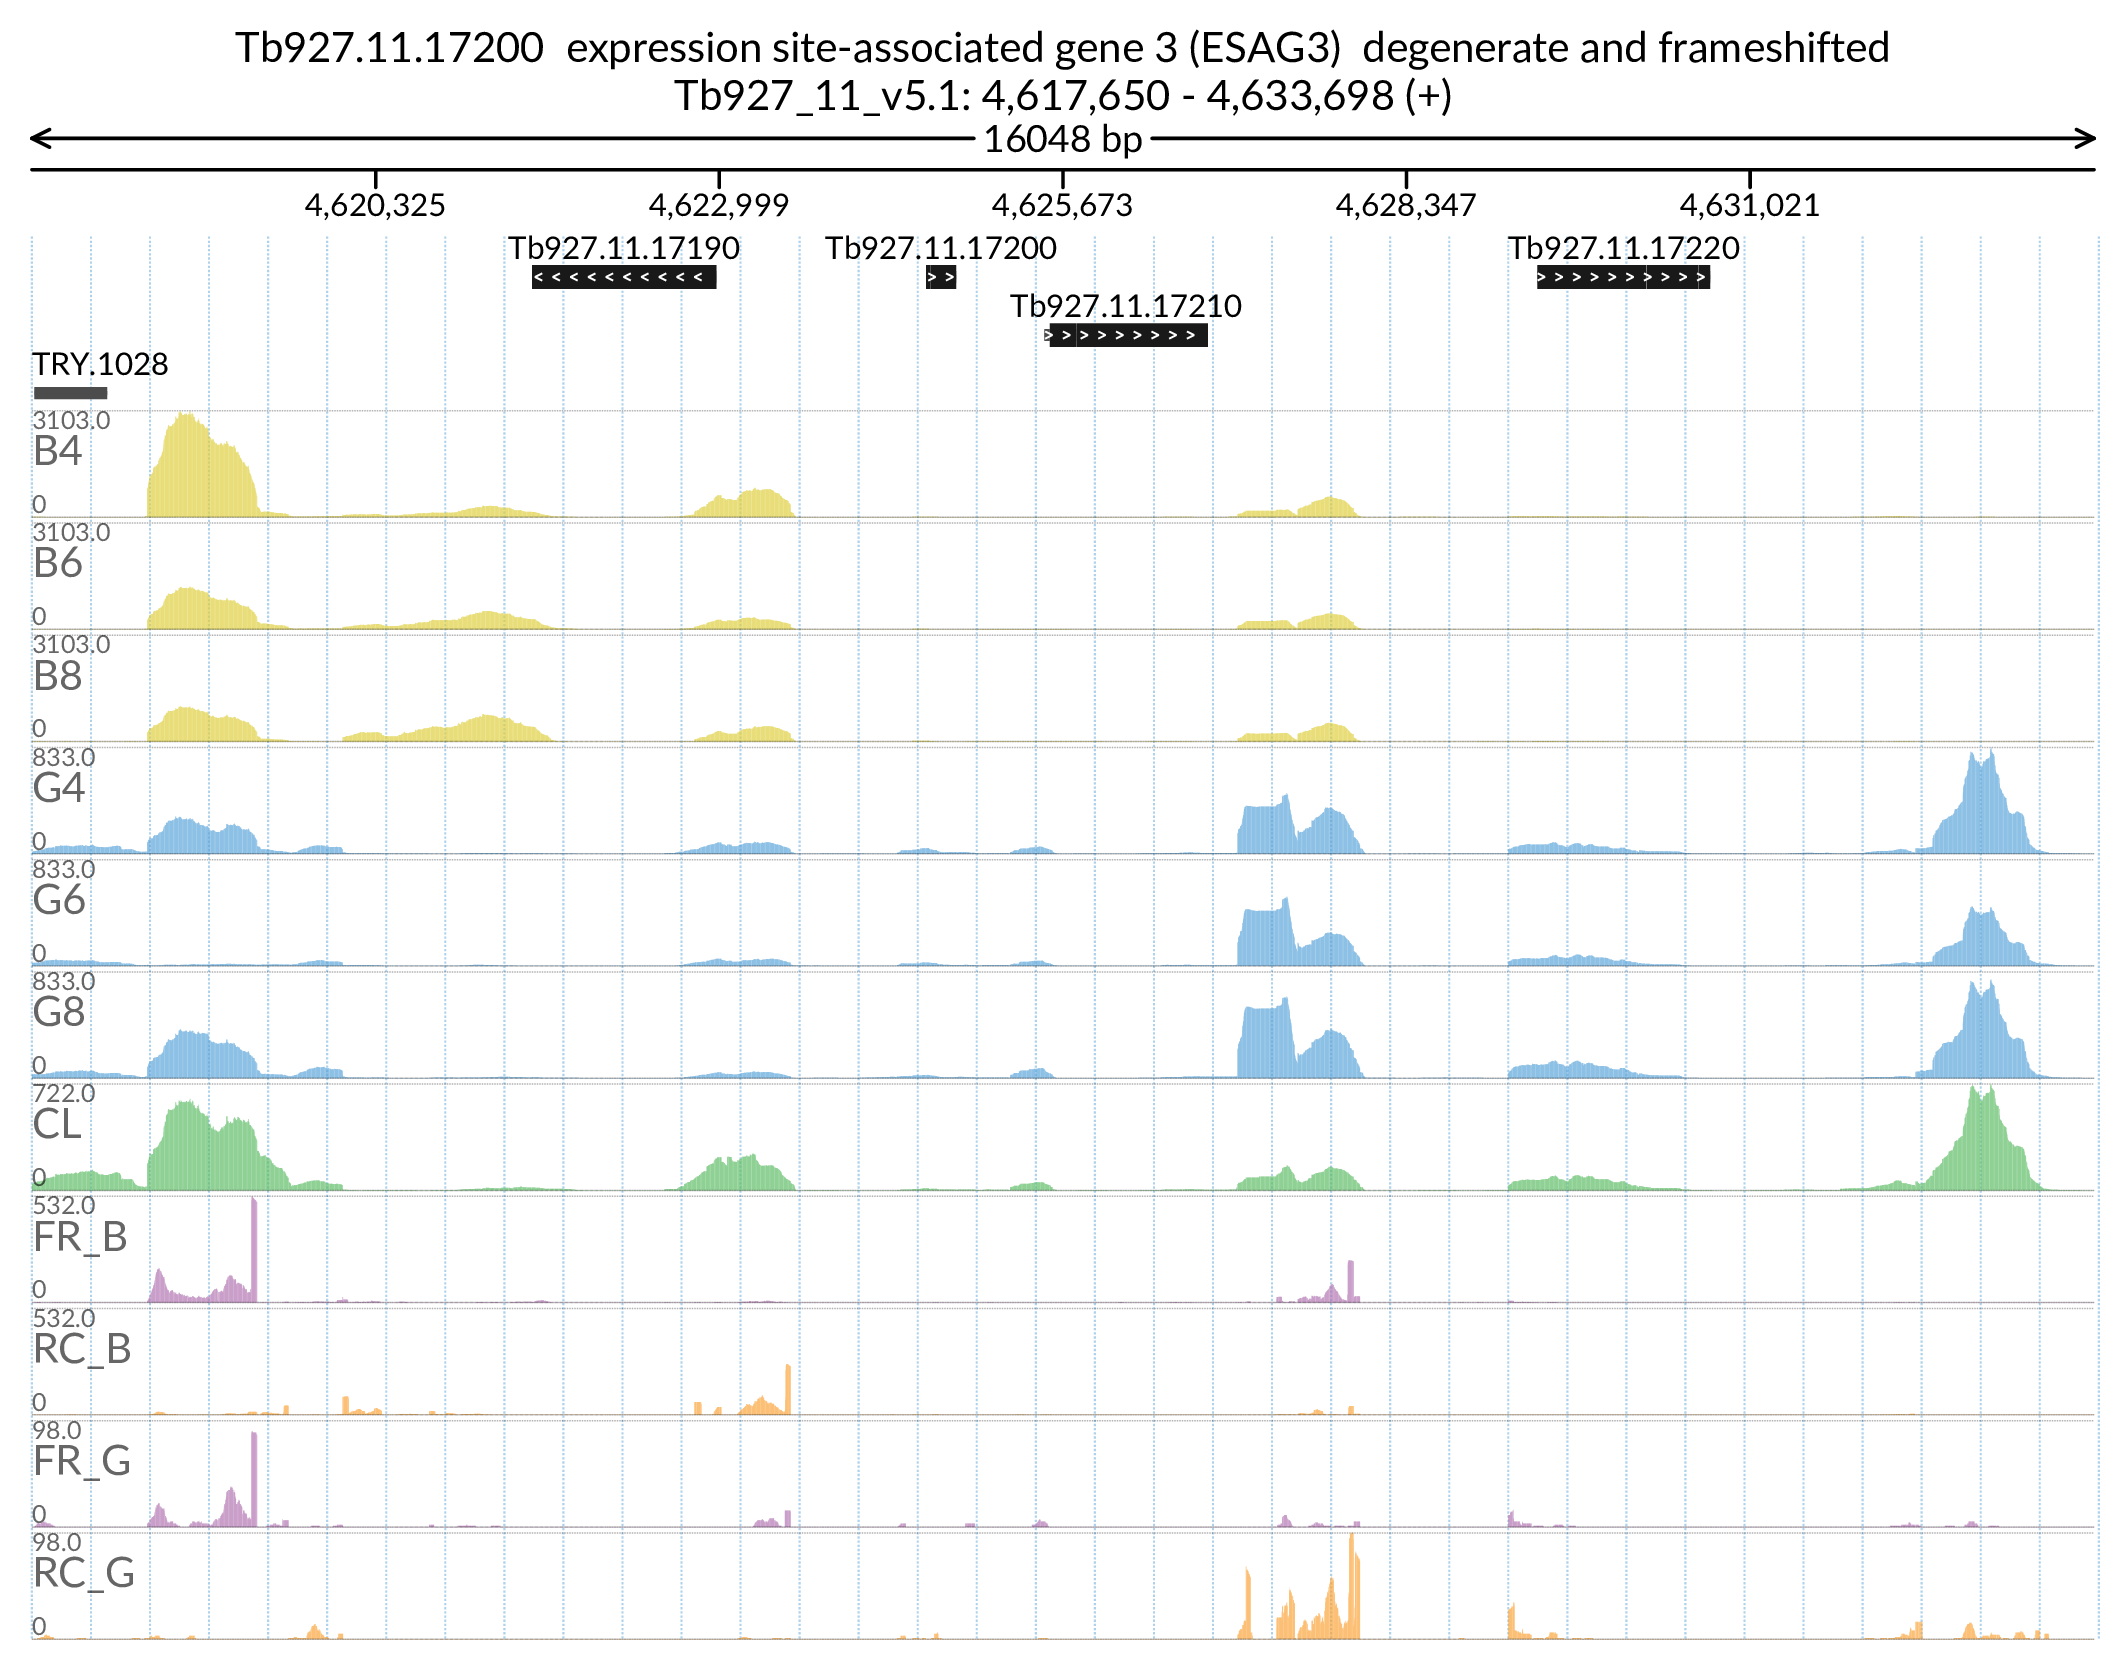 Tb927.11.17200  expression site-associated gene 3 (ESAG3)  degenerate and frameshifted
Tb927_11_v5.1: 4,617,650 - 4,633,698 (+)
16048 bp
4,620,325 4,622,999 4,625,673 4,628,347 4,631,021
Tb927.11.17190 Tb927.11.17200 Tb927.11.17220
Tb927.11.17210
TRY.1028
3103.0
B4
0
3103.0
B6
0
3103.0
B8
0
833.0
G4
0
833.0
G6
0
833.0
G8
0
722.0
CL
0
532.0
FR_B
0
532.0
RC_B
0
98.0
FR_G
0
98.0
RC_G
0